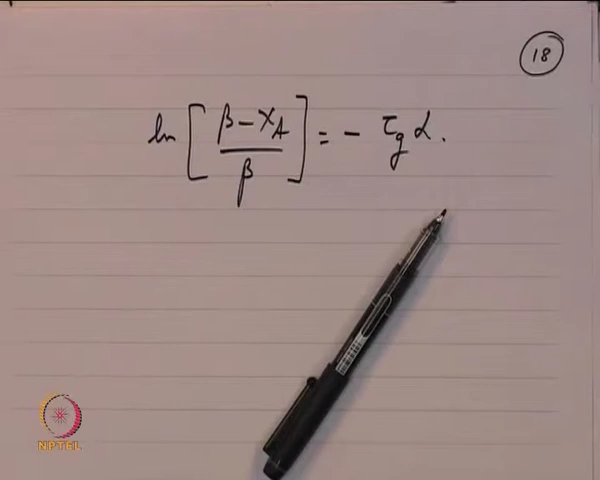 18
ln [ (β - X_A) / β ] = - τ_g α.
NPTEL